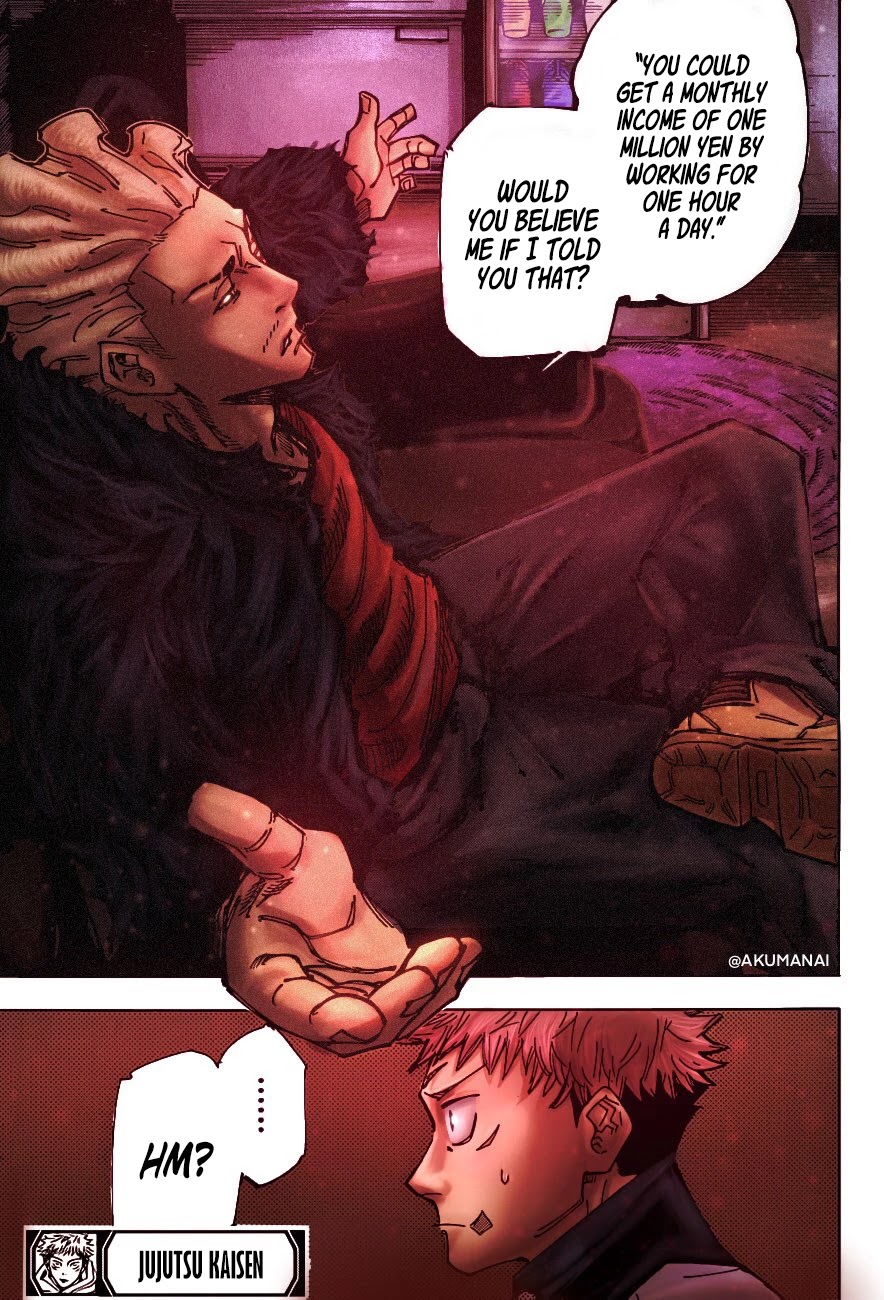 "YOU COULD
GET A MONTHLY
INCOME OF ONE
MILLION YEN BY
WORKING FOR
ONE HOUR
A DAY."
WOULD
YOU BELIEVE
ME IF I TOLD
YOU THAT?
@AKUMANAI
......
HM?
JUJUTSU KAISEN